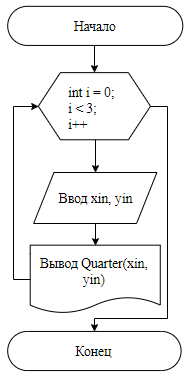 Начало
int i = 0;
i < 3;
i++
Ввод xin, yin
Вывод Quarter(xin,
yin)
Конец